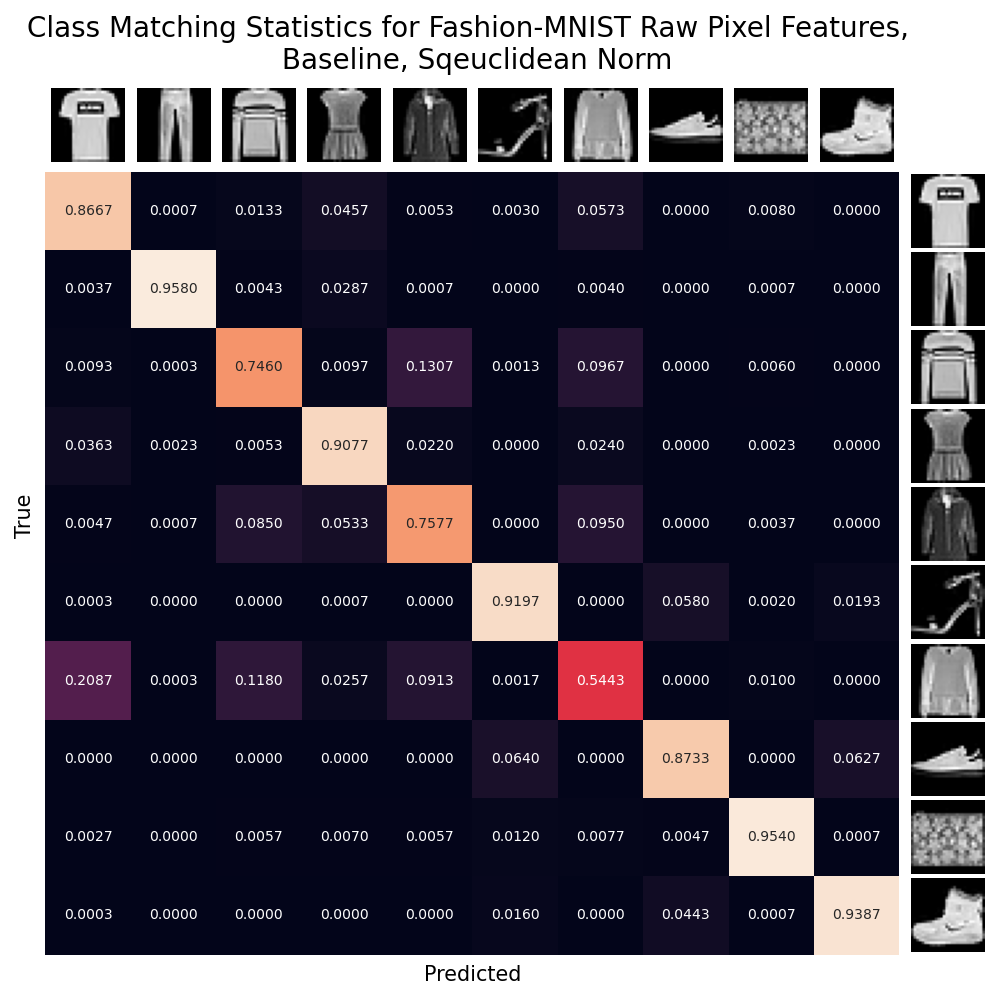 Class Matching Statistics for Fashion-MNIST Raw Pixel Features,
Baseline, Sqeuclidean Norm
0.8667 0.0007 0.0133 0.0457 0.0053 0.0030 0.0573 0.0000 0.0080 0.0000
0.0037 0.9580 0.0043 0.0287 0.0007 0.0000 0.0040 0.0000 0.0007 0.0000
0.0093 0.0003 0.7460 0.0097 0.1307 0.0013 0.0967 0.0000 0.0060 0.0000
0.0363 0.0023 0.0053 0.9077 0.0220 0.0000 0.0240 0.0000 0.0023 0.0000
True
0.0047 0.0007 0.0850 0.0533 0.7577 0.0000 0.0950 0.0000 0.0037 0.0000
0.0003 0.0000 0.0000 0.0007 0.0000 0.9197 0.0000 0.0580 0.0020 0.0193
0.2087 0.0003 0.1180 0.0257 0.0913 0.0017 0.5443 0.0000 0.0100 0.0000
0.0000 0.0000 0.0000 0.0000 0.0000 0.0640 0.0000 0.8733 0.0000 0.0627
0.0027 0.0000 0.0057 0.0070 0.0057 0.0120 0.0077 0.0047 0.9540 0.0007
0.0003 0.0000 0.0000 0.0000 0.0000 0.0160 0.0000 0.0443 0.0007 0.9387
Predicted